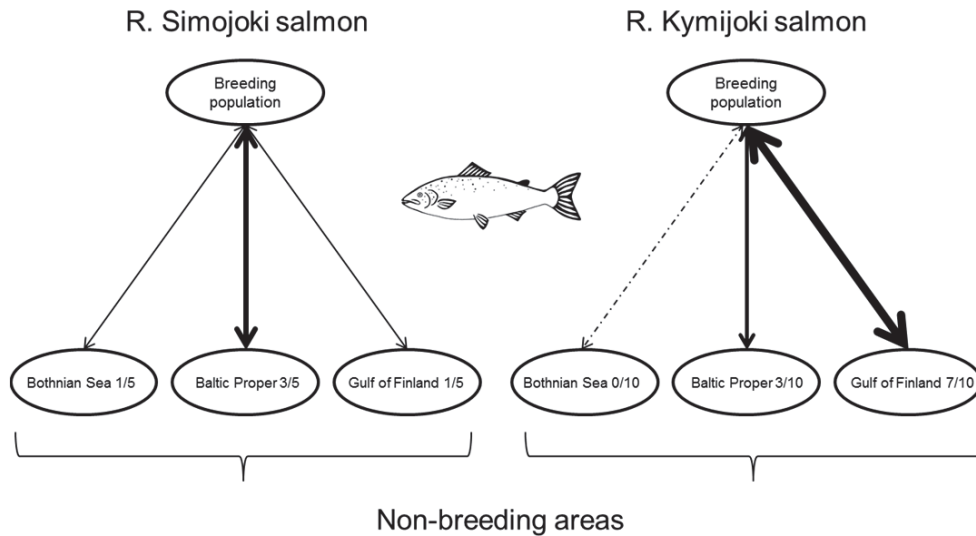 R. Simojoki salmon
R. Kymijoki salmon
Breeding
population
Breeding
population
Bothnian Sea 1/5
Baltic Proper 3/5
Gulf of Finland 1/5
Bothnian Sea 0/10
Baltic Proper 3/10
Gulf of Finland 7/10
Non-breeding areas